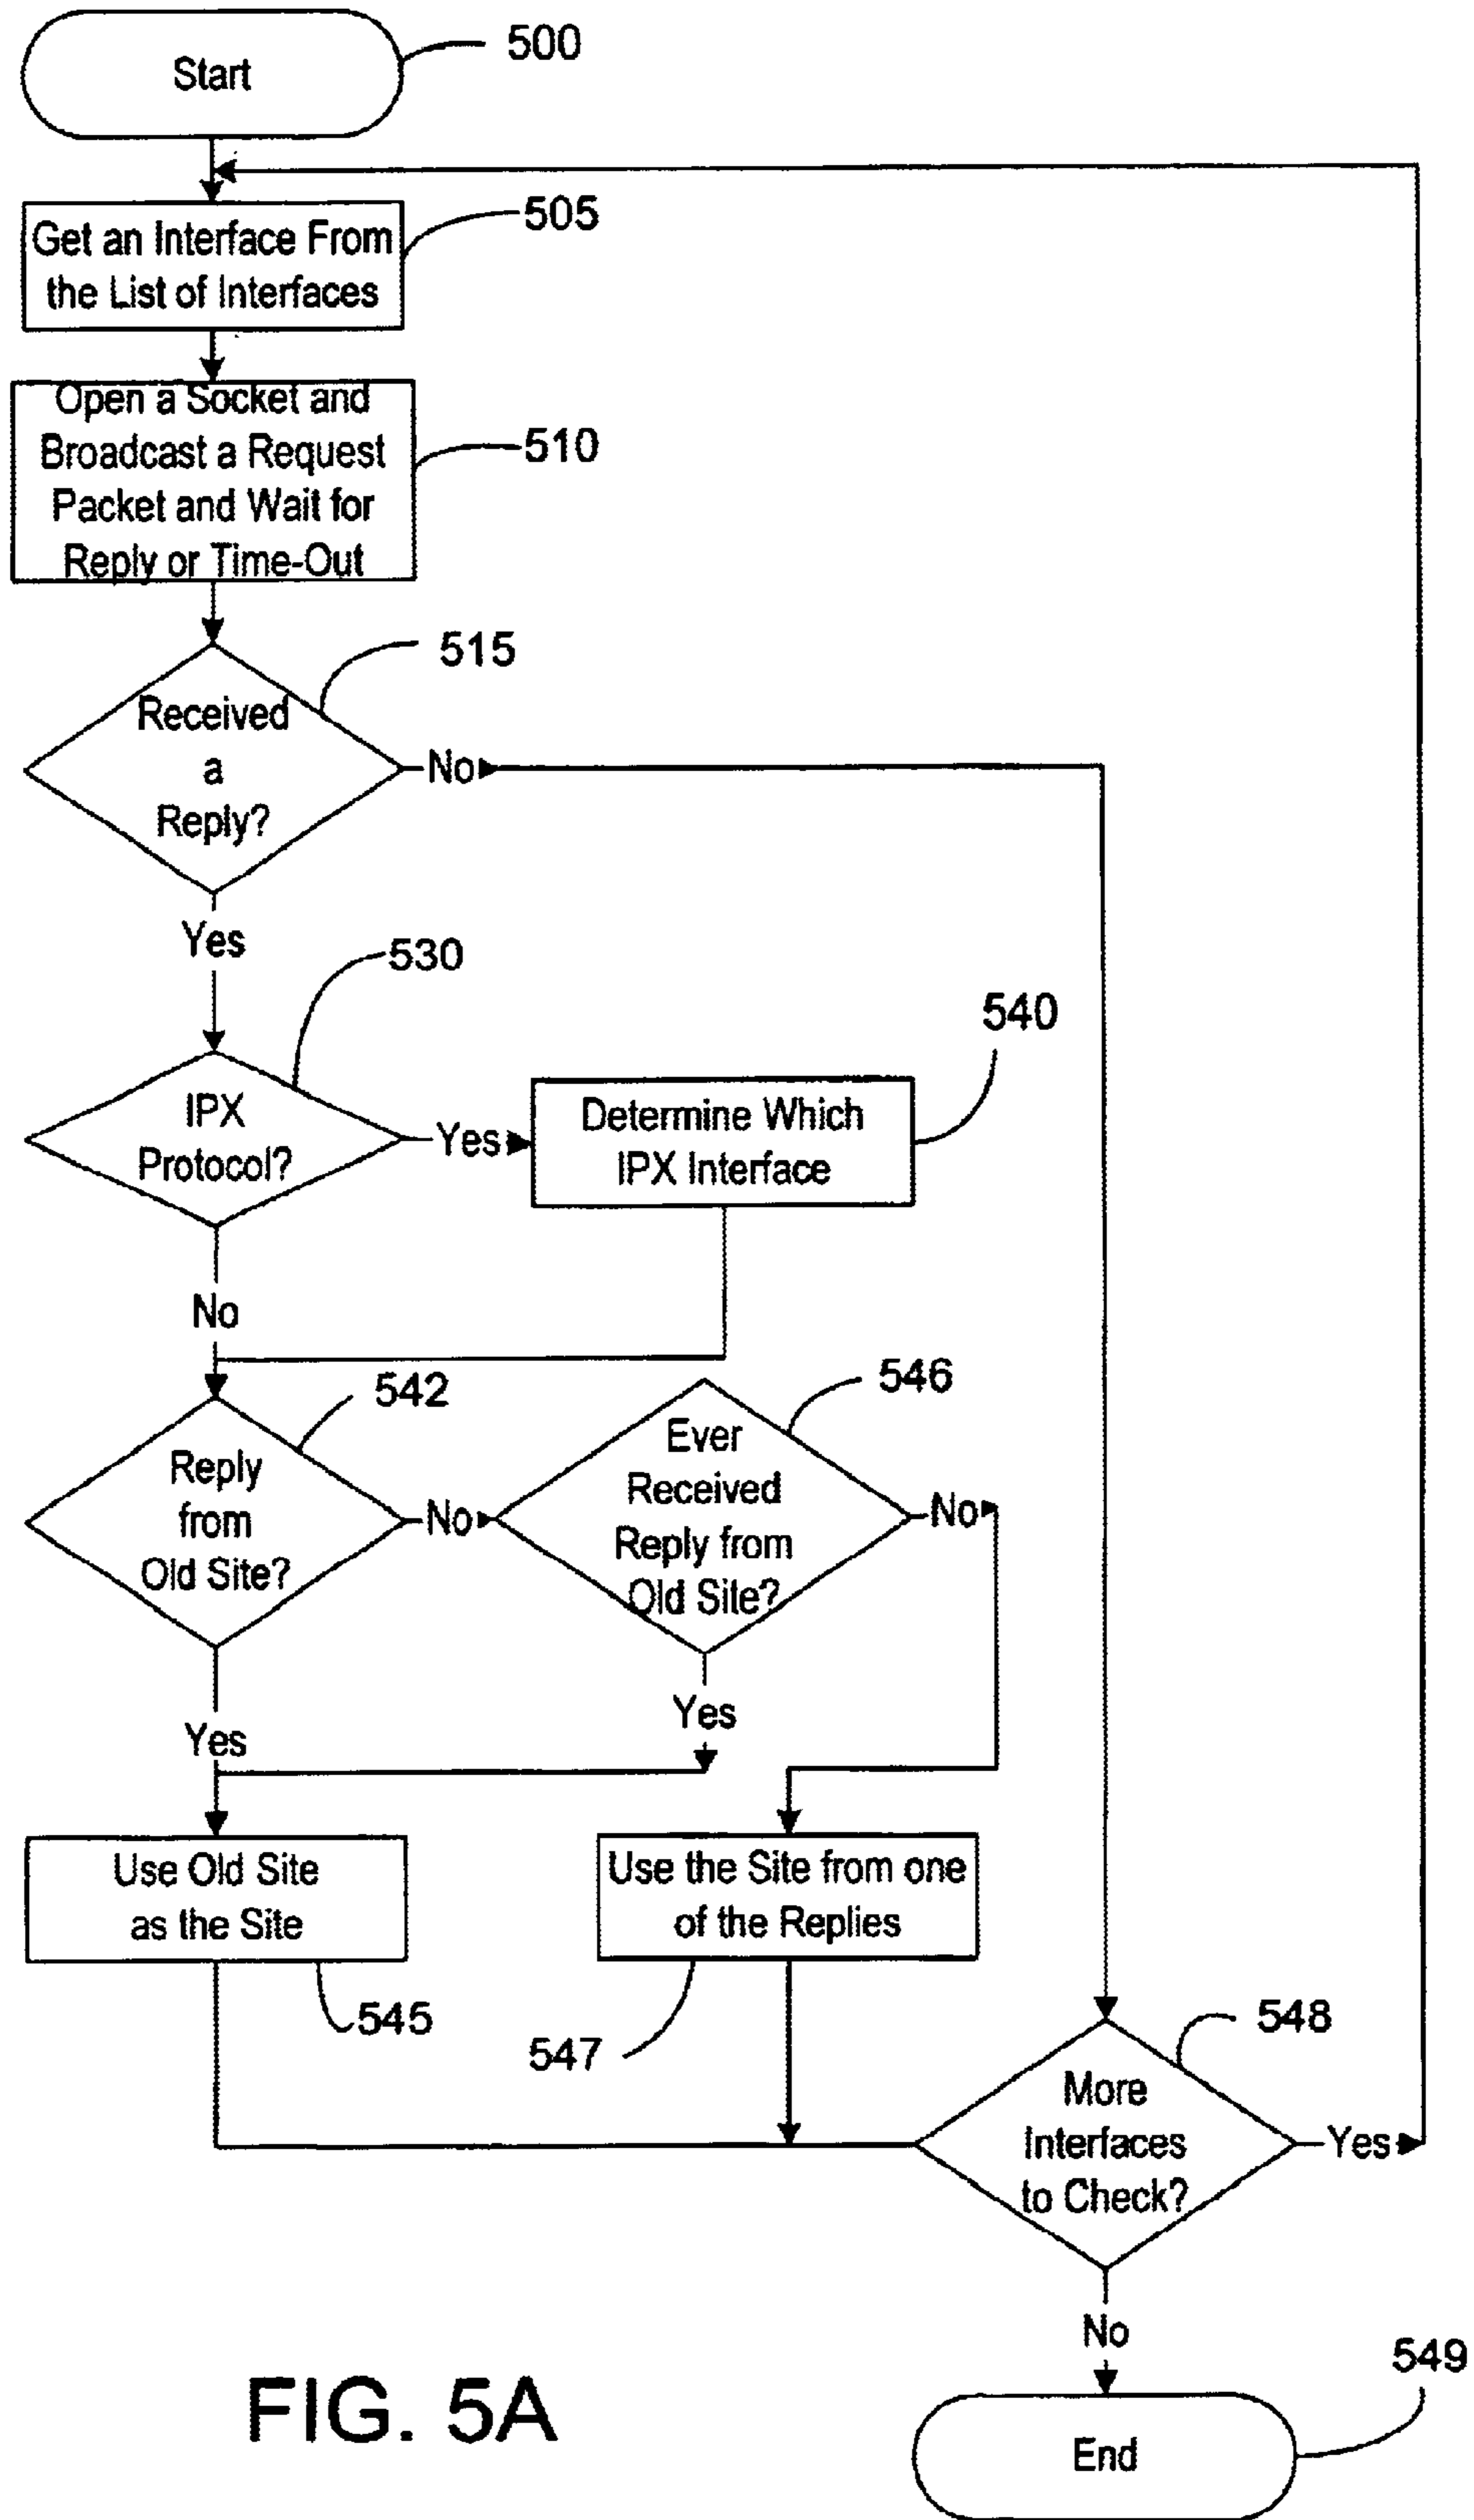 Start
500
Get an Interface From
the List of Interfaces
505
Open a Socket and
Broadcast a Request
Packet and Wait for
Reply or Time-Out
510
515
Received
a
Reply?
No
Yes
530
540
IPX
Protocol?
Yes
Determine Which
IPX Interface
No
542
546
Reply
from
Old Site?
No
Ever
Received
Reply from
Old Site?
No
Yes
Yes
Use Old Site
as the Site
Use the Site from one
of the Replies
545
547
548
More
Interfaces
to Check?
Yes
No
549
FIG. 5A
End